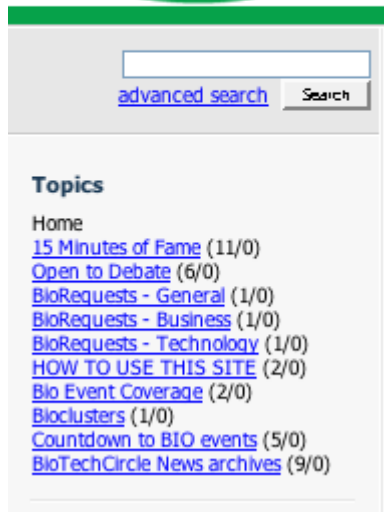 advanced search Search
Topics
Home
15 Minutes of Fame (11/0)
Open to Debate (6/0)
BioRequests - General (1/0)
BioRequests - Business (1/0)
BioRequests - Technology (1/0)
HOW TO USE THIS SITE (2/0)
Bio Event Coverage (2/0)
Bioclusters (1/0)
Countdown to BIO events (5/0)
BioTechCircle News archives (9/0)